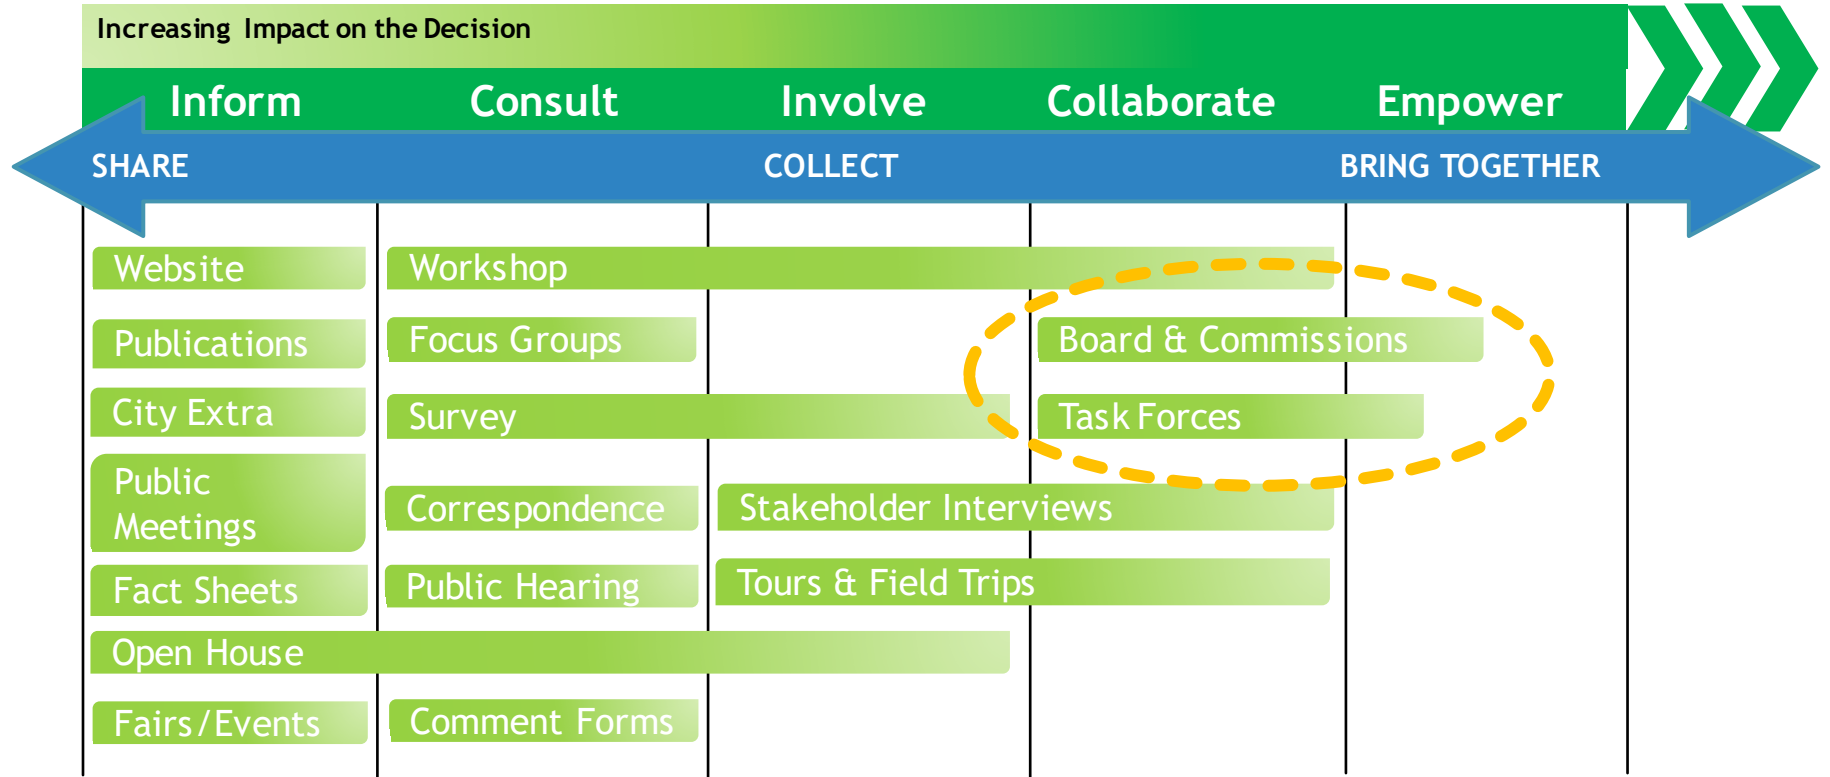 Increasing Impact on the Decision
Inform Consult Involve Collaborate Empower
SHARE COLLECT BRING TOGETHER
Website Workshop
Publications Focus Groups Board & Commissions
City Extra Survey Task Forces
Public
Meetings Correspondence Stakeholder Interviews
Fact Sheets Public Hearing Tours & Field Trips
Open House
Fairs/Events Comment Forms